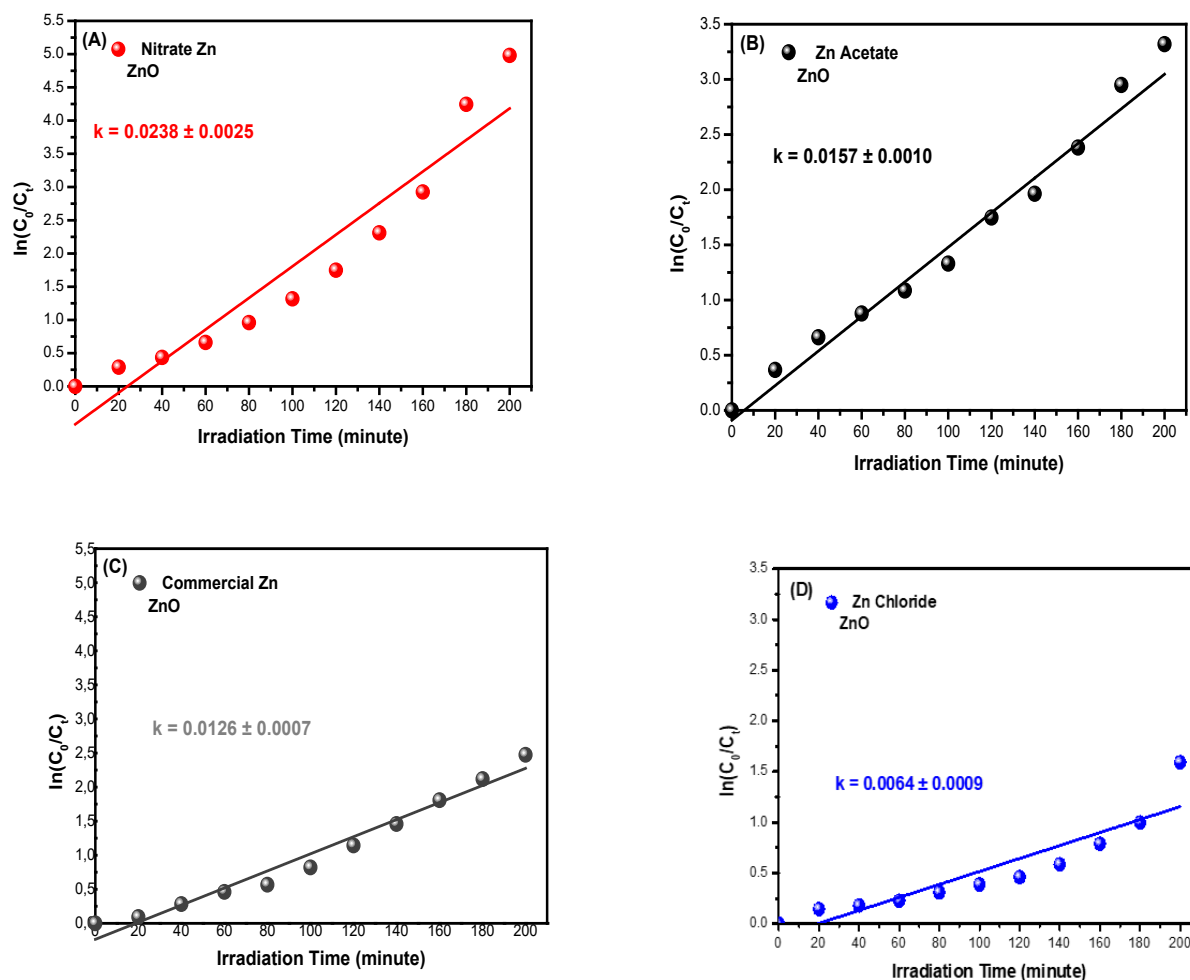 (A)
Nitrate Zn
ZnO
k = 0.0238 ± 0.0025
ln(C0/Ct)
5.5
5.0
4.5
4.0
3.5
3.0
2.5
2.0
1.5
1.0
0.5
0.0
0 20 40 60 80 100 120 140 160 180 200
Irradiation Time (minute)
(B)
Zn Acetate
ZnO
k = 0.0157 ± 0.0010
ln(C0/Ct)
3.5
3.0
2.5
2.0
1.5
1.0
0.5
0.0
0 20 40 60 80 100 120 140 160 180 200
Irradiation Time (minute)
(C)
Commercial Zn
ZnO
k = 0.0126 ± 0.0007
ln(C0/Ct)
5,5
5,0
4,5
4,0
3,5
3,0
2,5
2,0
1,5
1,0
0,5
0,0
0 20 40 60 80 100 120 140 160 180 200
Irradiation Time (minute)
(D)
Zn Chloride
ZnO
k = 0.0064 ± 0.0009
ln(C0/Ct)
3.5
3.0
2.5
2.0
1.5
1.0
0.5
0.0
0 20 40 60 80 100 120 140 160 180 200
Irradiation Time (minute)